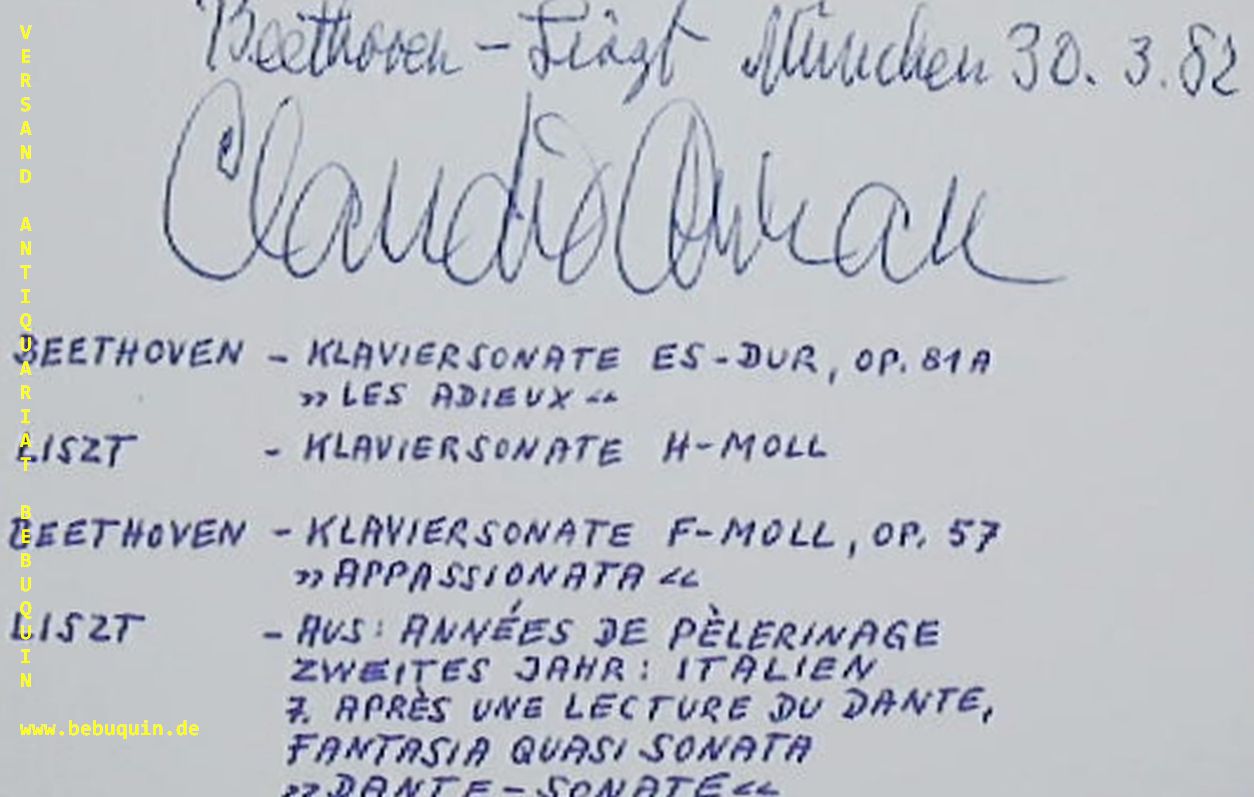 Beethoven - Liszt München 30. 3. 82
Claudio Arrau
BEETHOVEN - KLAVIERSONATE ES-DUR, OP. 81A
»LES ADIEUX«
LISZT - KLAVIERSONATE H-MOLL
BEETHOVEN - KLAVIERSONATE F-MOLL, OP. 57
»APPASSIONATA«
LISZT - AUS: ANNÉES DE PÈLERINAGE
ZWEITES JAHR: ITALIEN
7. APRÈS UNE LECTURE DU DANTE,
FANTASIA QUASI SONATA
»DANTE-SONATE«
VERSAND ANTIQUARIAT BEBUQUIN
www.bebuquin.de